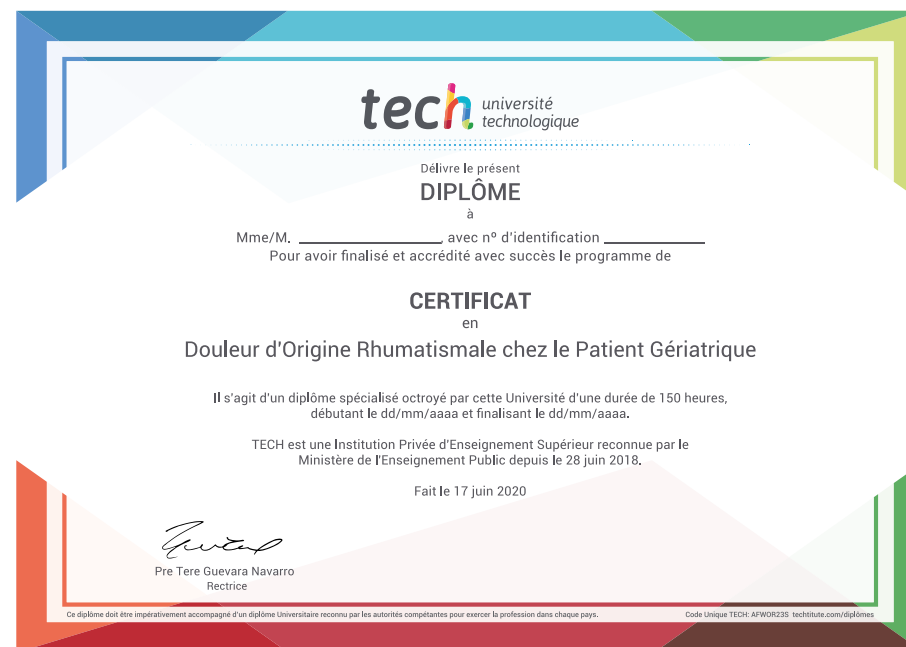 tech université
technologique
Délivre le présent
DIPLÔME
à
Mme/M. ____________________, avec nº d'identification ______________
Pour avoir finalisé et accrédité avec succès le programme de
CERTIFICAT
en
Douleur d'Origine Rhumatismale chez le Patient Gériatrique
Il s'agit d'un diplôme spécialisé octroyé par cette Université d'une durée de 150 heures,
débutant le dd/mm/aaaa et finalisant le dd/mm/aaaa.
TECH est une Institution Privée d'Enseignement Supérieur reconnue par le
Ministère de l'Enseignement Public depuis le 28 juin 2018.
Fait le 17 juin 2020
Pre Tere Guevara Navarro
Rectrice
Ce diplôme doit être impérativement accompagné d'un diplôme Universitaire reconnu par les autorités compétantes pour exercer la profession dans chaque pays. Code Unique TECH: AFWOR23S techtitute.com/diplômes